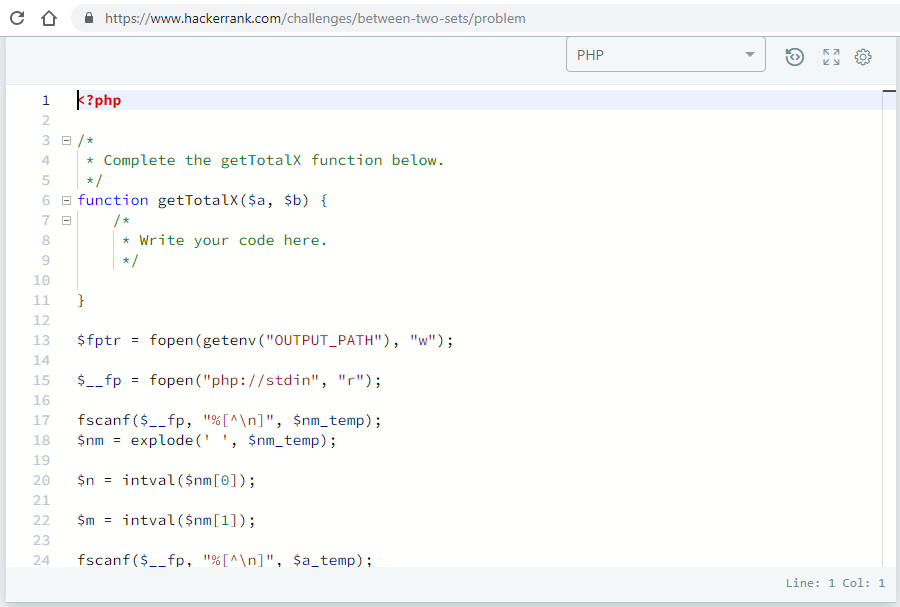 https://www.hackerrank.com/challenges/between-two-sets/problem
PHP
1 <?php
2
3 /*
4 * Complete the getTotalX function below.
5 */
6 function getTotalX($a, $b) {
7 /*
8 * Write your code here.
9 */
10
11 }
12
13 $fptr = fopen(getenv("OUTPUT_PATH"), "w");
14
15 $__fp = fopen("php://stdin", "r");
16
17 fscanf($__fp, "%[^\n]", $nm_temp);
18 $nm = explode(' ', $nm_temp);
19
20 $n = intval($nm[0]);
21
22 $m = intval($nm[1]);
23
24 fscanf($__fp, "%[^\n]", $a_temp);
Line: 1 Col: 1